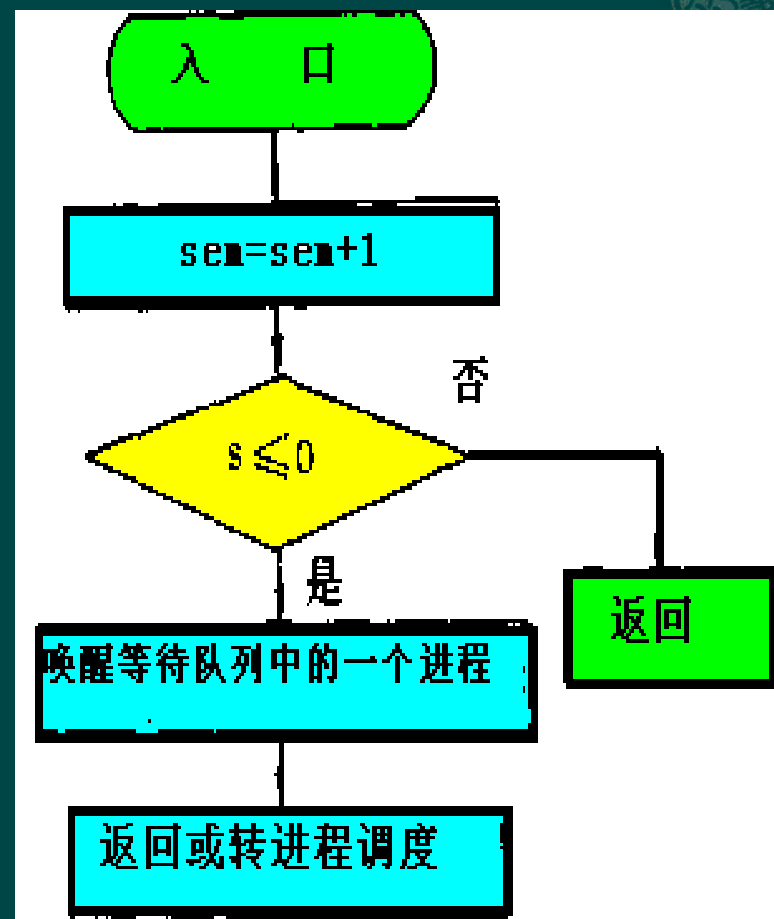 入 口
sem=sem+1
否
s≤0
是
返回
唤醒等待队列中的一个进程
返回或转进程调度